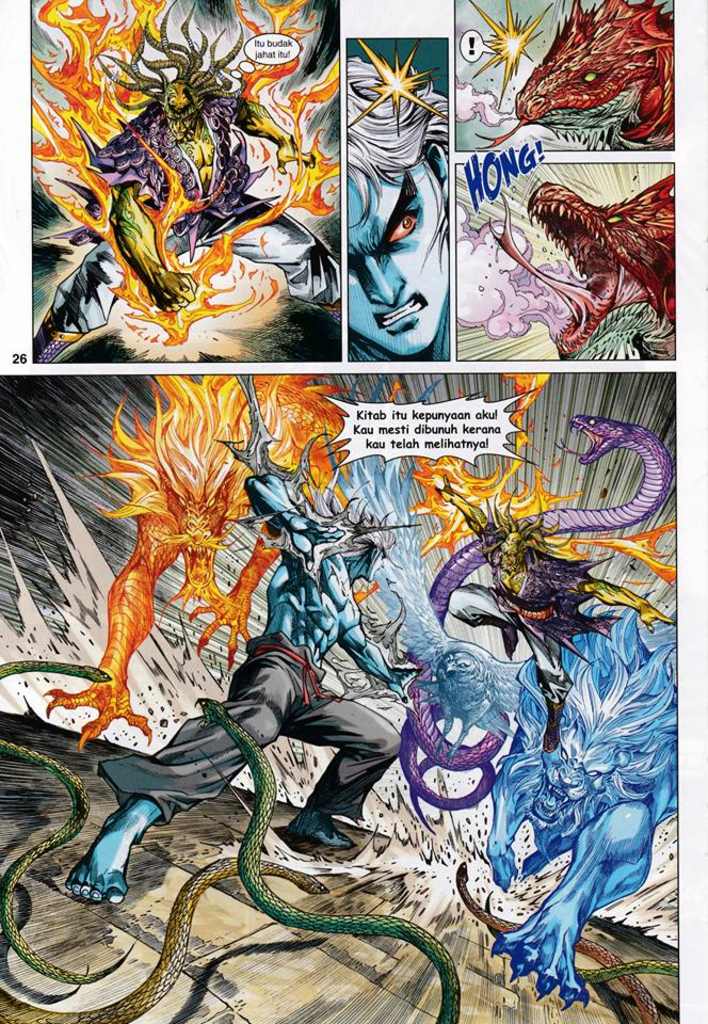 Itu budak
jahat itu!
!
HONG!
26
Kitab itu kepunyaan aku!
Kau mesti dibunuh kerana
kau telah melihatnya!